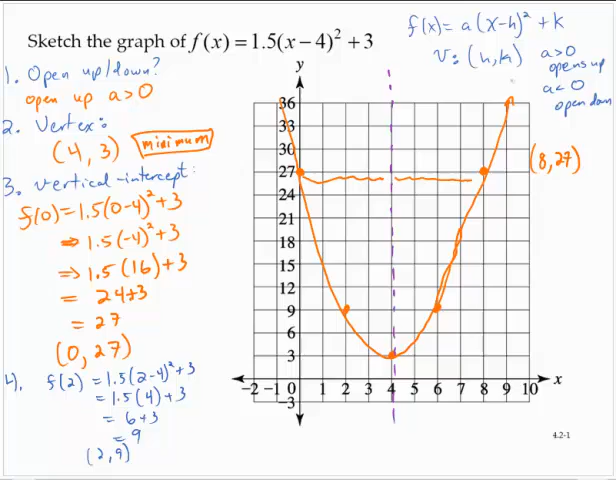 f(x) = a(x-h)² + k
Sketch the graph of f(x) = 1.5(x − 4)² + 3
V: (h, k)
a>0
opens up
a<0
open down
1. Open up/down?
open up a>0
2. Vertex:
(4, 3) minimum
3. vertical-intercept:
f(0) = 1.5(0-4)² + 3
⇒ 1.5(-4)² + 3
⇒ 1.5(16) + 3
= 24+3
= 27
(0, 27)
4). f(2) = 1.5(2-4)² + 3
= 1.5(4) + 3
= 6+3
= 9
(2, 9)
y
36
33
30
27
24
21
18
15
12
9
6
3
−3
(8, 27)
−2 −1 0 1 2 3 4 5 6 7 8 9 10 x
4.2-1